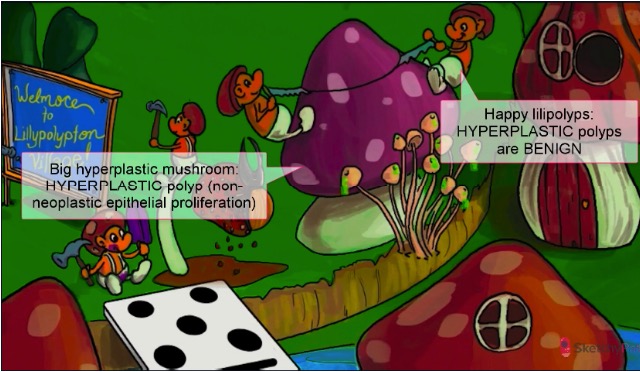 Welmoce
to
Lillypolypton
Village!
Big hyperplastic mushroom:
HYPERPLASTIC polyp (non-
neoplastic epithelial proliferation)
Happy lilipolyps:
HYPERPLASTIC polyps
are BENIGN